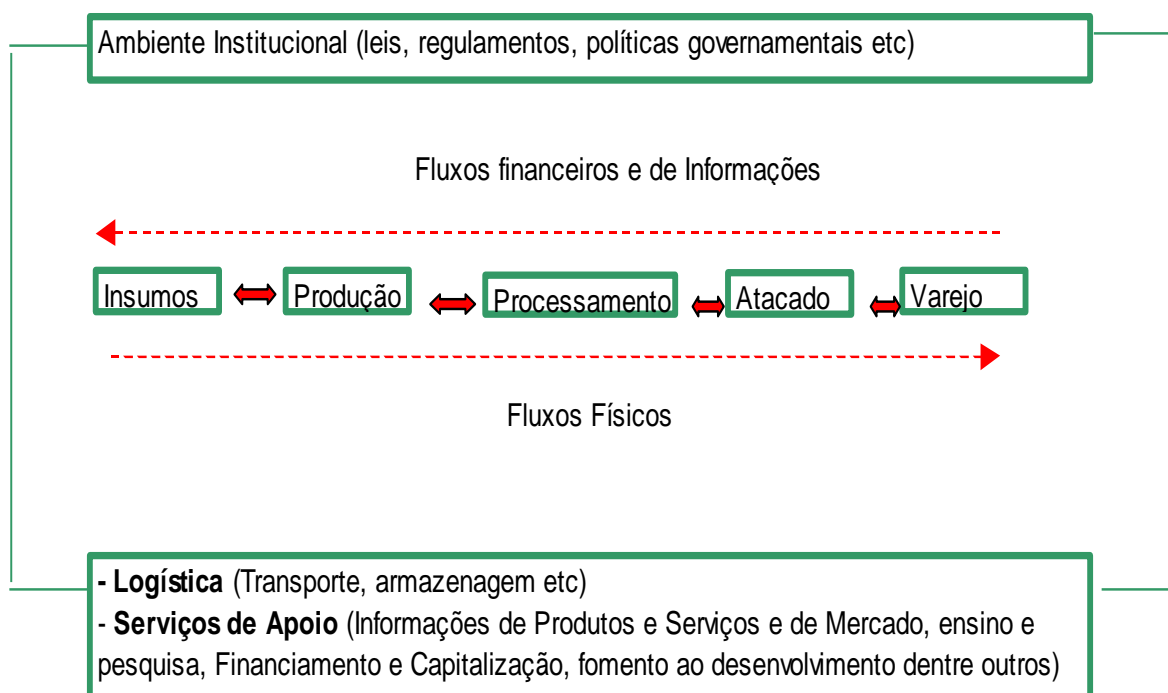 Ambiente Institucional (leis, regulamentos, políticas governamentais etc)
Fluxos financeiros e de Informações
Insumos Produção Processamento Atacado Varejo
Fluxos Físicos
- Logística (Transporte, armazenagem etc)
- Serviços de Apoio (Informações de Produtos e Serviços e de Mercado, ensino e
pesquisa, Financiamento e Capitalização, fomento ao desenvolvimento dentre outros)